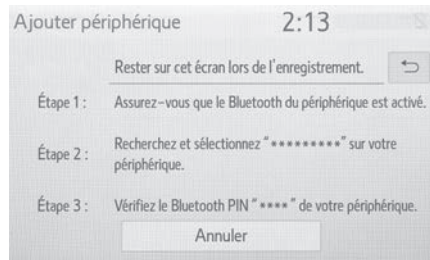 Ajouter périphérique 2:13
Rester sur cet écran lors de l'enregistrement.
Étape 1 : Assurez-vous que le Bluetooth du périphérique est activé.
Étape 2 : Recherchez et sélectionnez "*********" sur votre
périphérique.
Étape 3 : Vérifiez le Bluetooth PIN "****" de votre périphérique.
Annuler